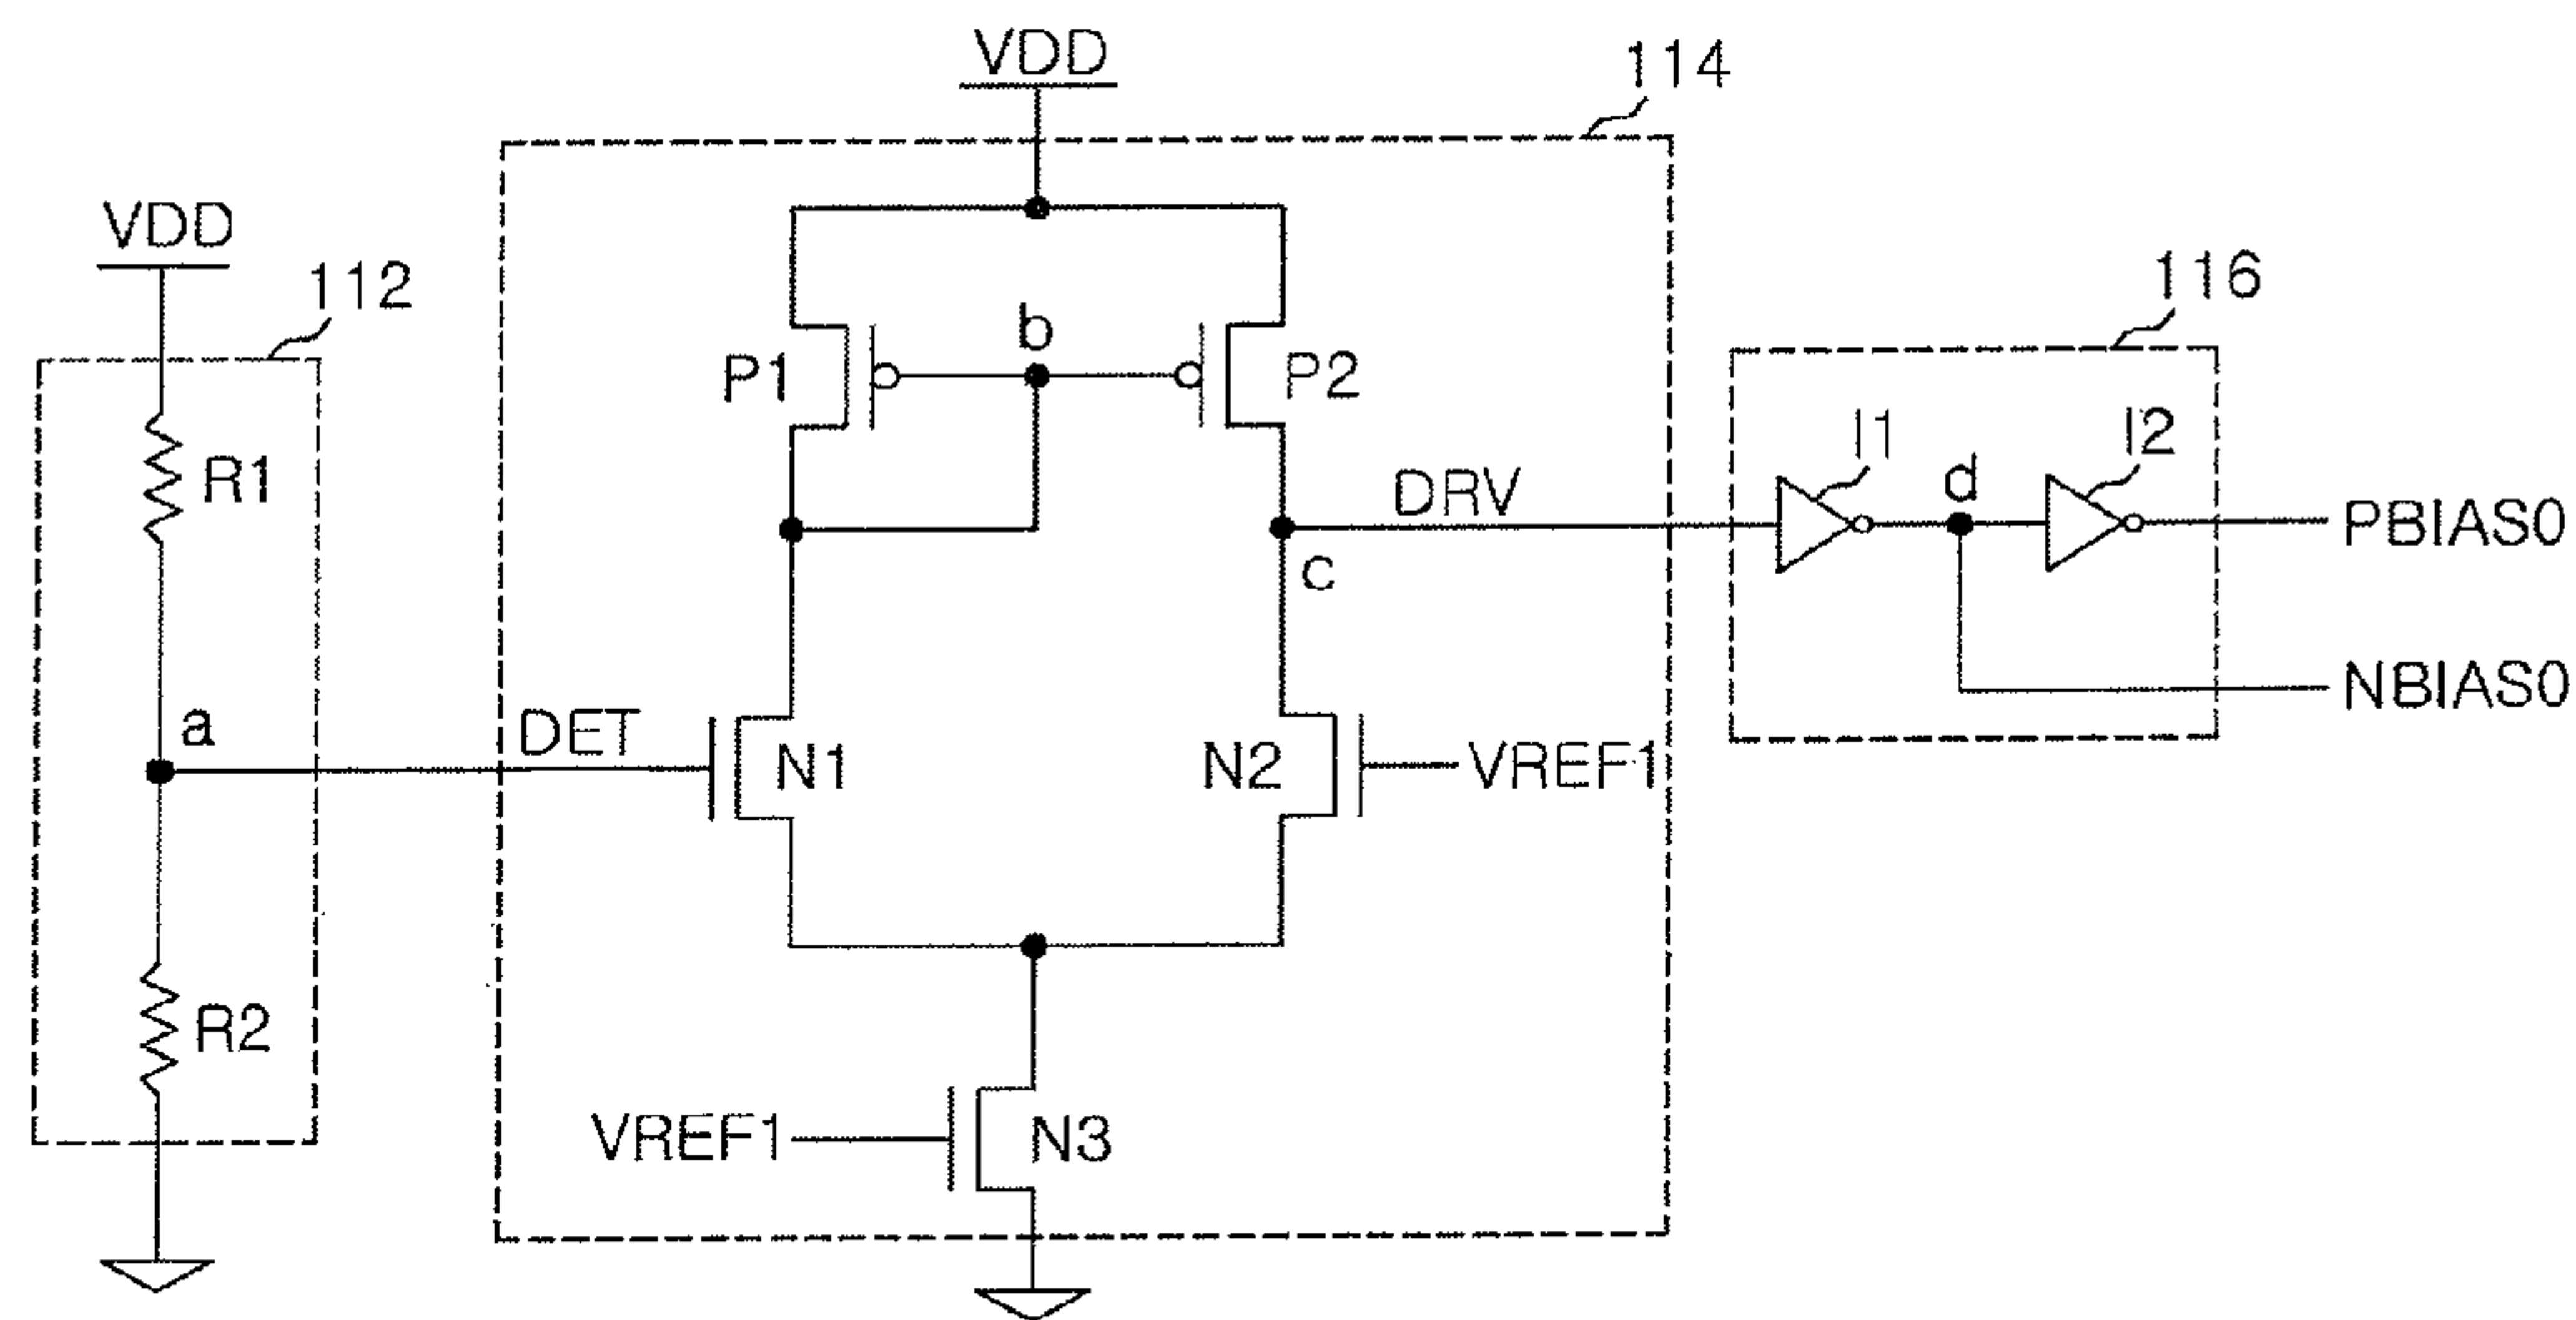 VDD
114
VDD
112
116
P1
b
P2
I1
I2
R1
DRV
d
PBIAS0
c
a
DET
N1
N2
VREF1
NBIAS0
R2
VREF1
N3